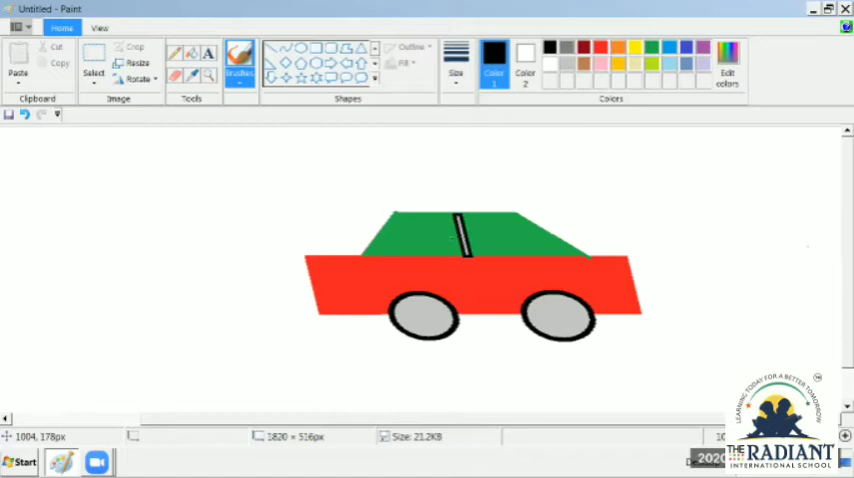 Untitled - Paint
Home
View
Paste
Cut
Copy
Clipboard
Select
Crop
Resize
Rotate
Image
A
Tools
Brushes
Shapes
Outline
Fill
Size
Color 1
Color 2
Edit colors
Colors
1004, 178px
1820 × 516px
Size: 21.2KB
Start
2020
LEARNING TODAY FOR A BETTER TOMORROW
THE RADIANT
INTERNATIONAL SCHOOL